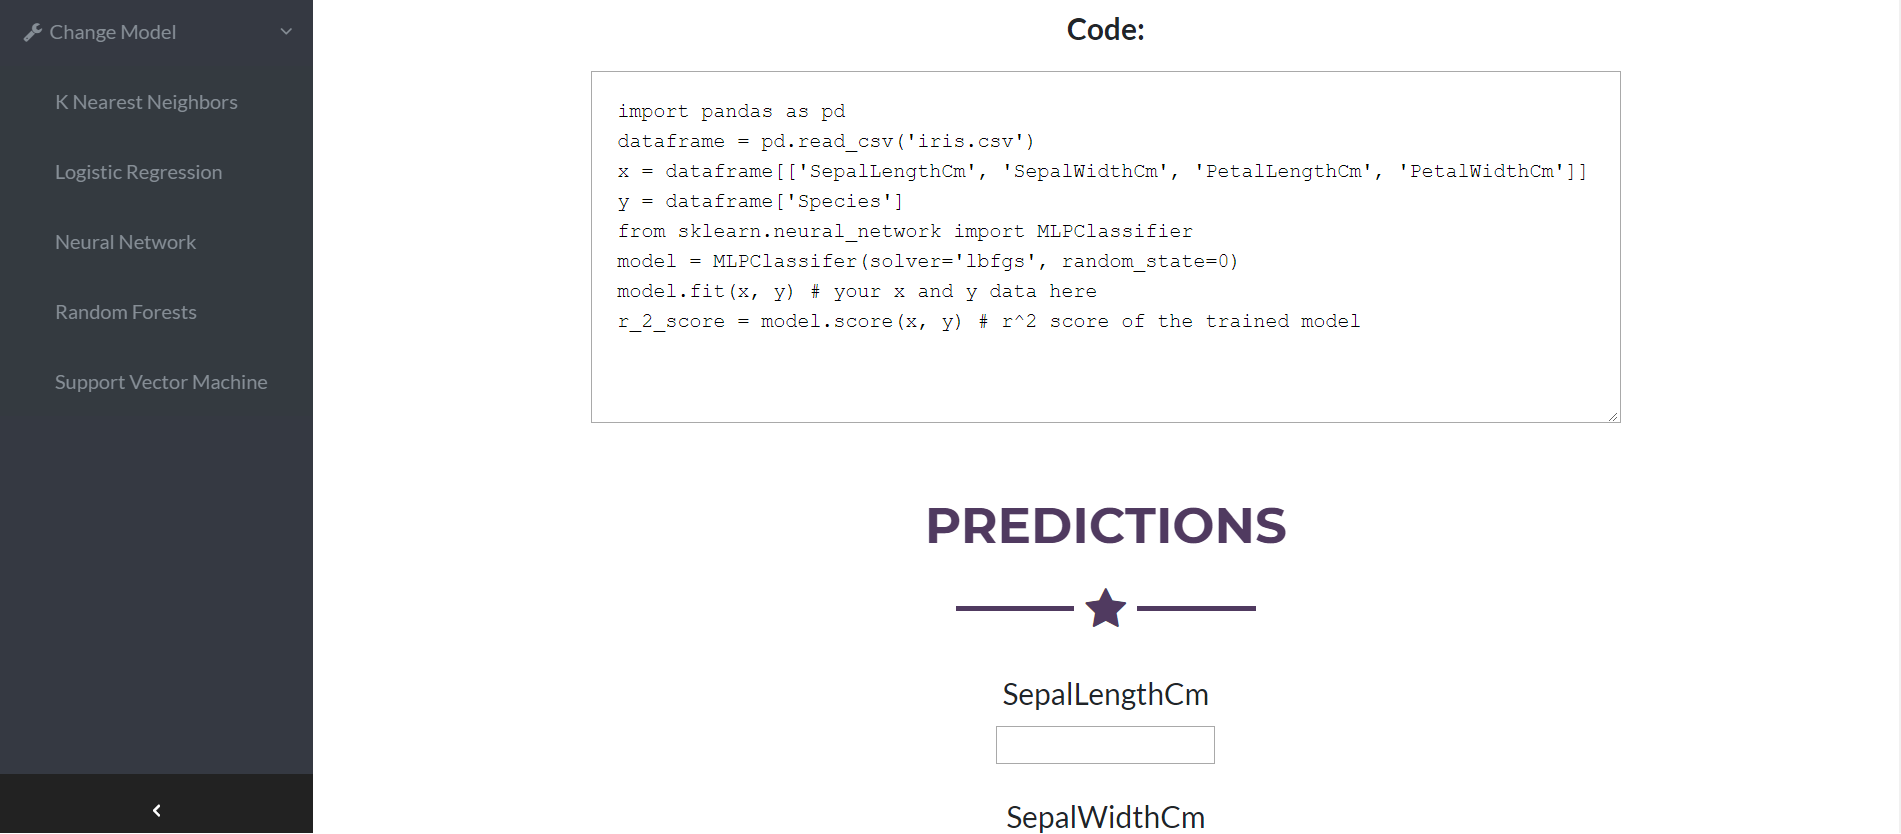 Change Model
K Nearest Neighbors
Logistic Regression
Neural Network
Random Forests
Support Vector Machine
Code:
import pandas as pd
dataframe = pd.read_csv('iris.csv')
x = dataframe[['SepalLengthCm', 'SepalWidthCm', 'PetalLengthCm', 'PetalWidthCm']]
y = dataframe['Species']
from sklearn.neural_network import MLPClassifier
model = MLPClassifer(solver='lbfgs', random_state=0)
model.fit(x, y) # your x and y data here
r_2_score = model.score(x, y) # r^2 score of the trained model
PREDICTIONS
SepalLengthCm
SepalWidthCm